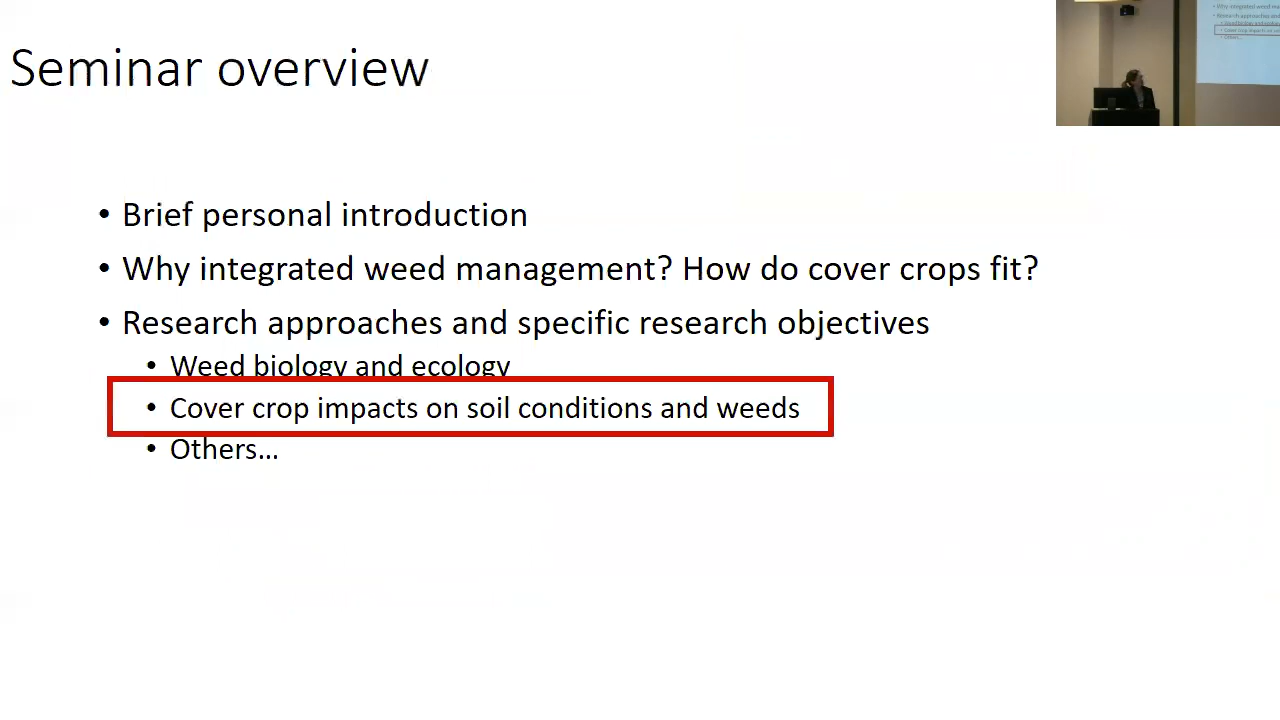 Seminar overview
• Brief personal introduction
• Why integrated weed management? How do cover crops fit?
• Research approaches and specific research objectives
• Weed biology and ecology
• Cover crop impacts on soil conditions and weeds
• Others…